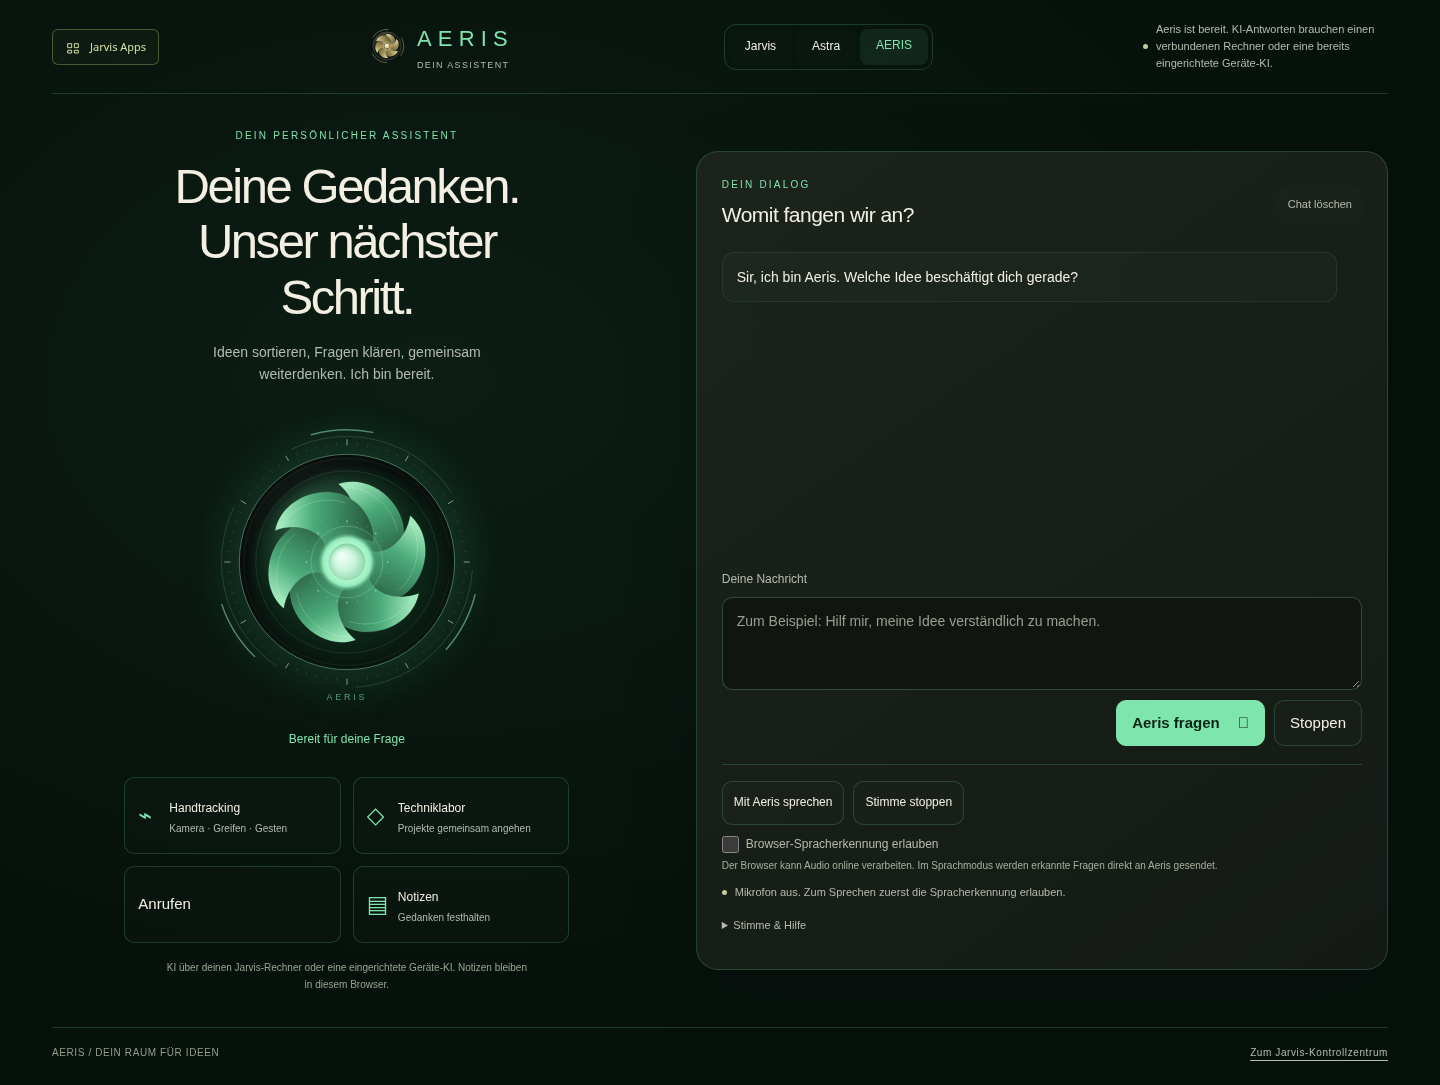 Jarvis Apps
AERIS
DEIN ASSISTENT
Jarvis
Astra
AERIS
Aeris ist bereit. KI-Antworten brauchen einen
verbundenen Rechner oder eine bereits
eingerichtete Geräte-KI.
DEIN PERSÖNLICHER ASSISTENT
Deine Gedanken.
Unser nächster
Schritt.
Ideen sortieren, Fragen klären, gemeinsam
weiterdenken. Ich bin bereit.
AERIS
Bereit für deine Frage
Handtracking
Kamera · Greifen · Gesten
Techniklabor
Projekte gemeinsam angehen
Anrufen
Notizen
Gedanken festhalten
KI über deinen Jarvis-Rechner oder eine eingerichtete Geräte-KI. Notizen bleiben
in diesem Browser.
DEIN DIALOG
Womit fangen wir an?
Chat löschen
Sir, ich bin Aeris. Welche Idee beschäftigt dich gerade?
Deine Nachricht
Zum Beispiel: Hilf mir, meine Idee verständlich zu machen.
Aeris fragen
Stoppen
Mit Aeris sprechen
Stimme stoppen
Browser-Spracherkennung erlauben
Der Browser kann Audio online verarbeiten. Im Sprachmodus werden erkannte Fragen direkt an Aeris gesendet.
Mikrofon aus. Zum Sprechen zuerst die Spracherkennung erlauben.
Stimme & Hilfe
AERIS / DEIN RAUM FÜR IDEEN
Zum Jarvis-Kontrollzentrum